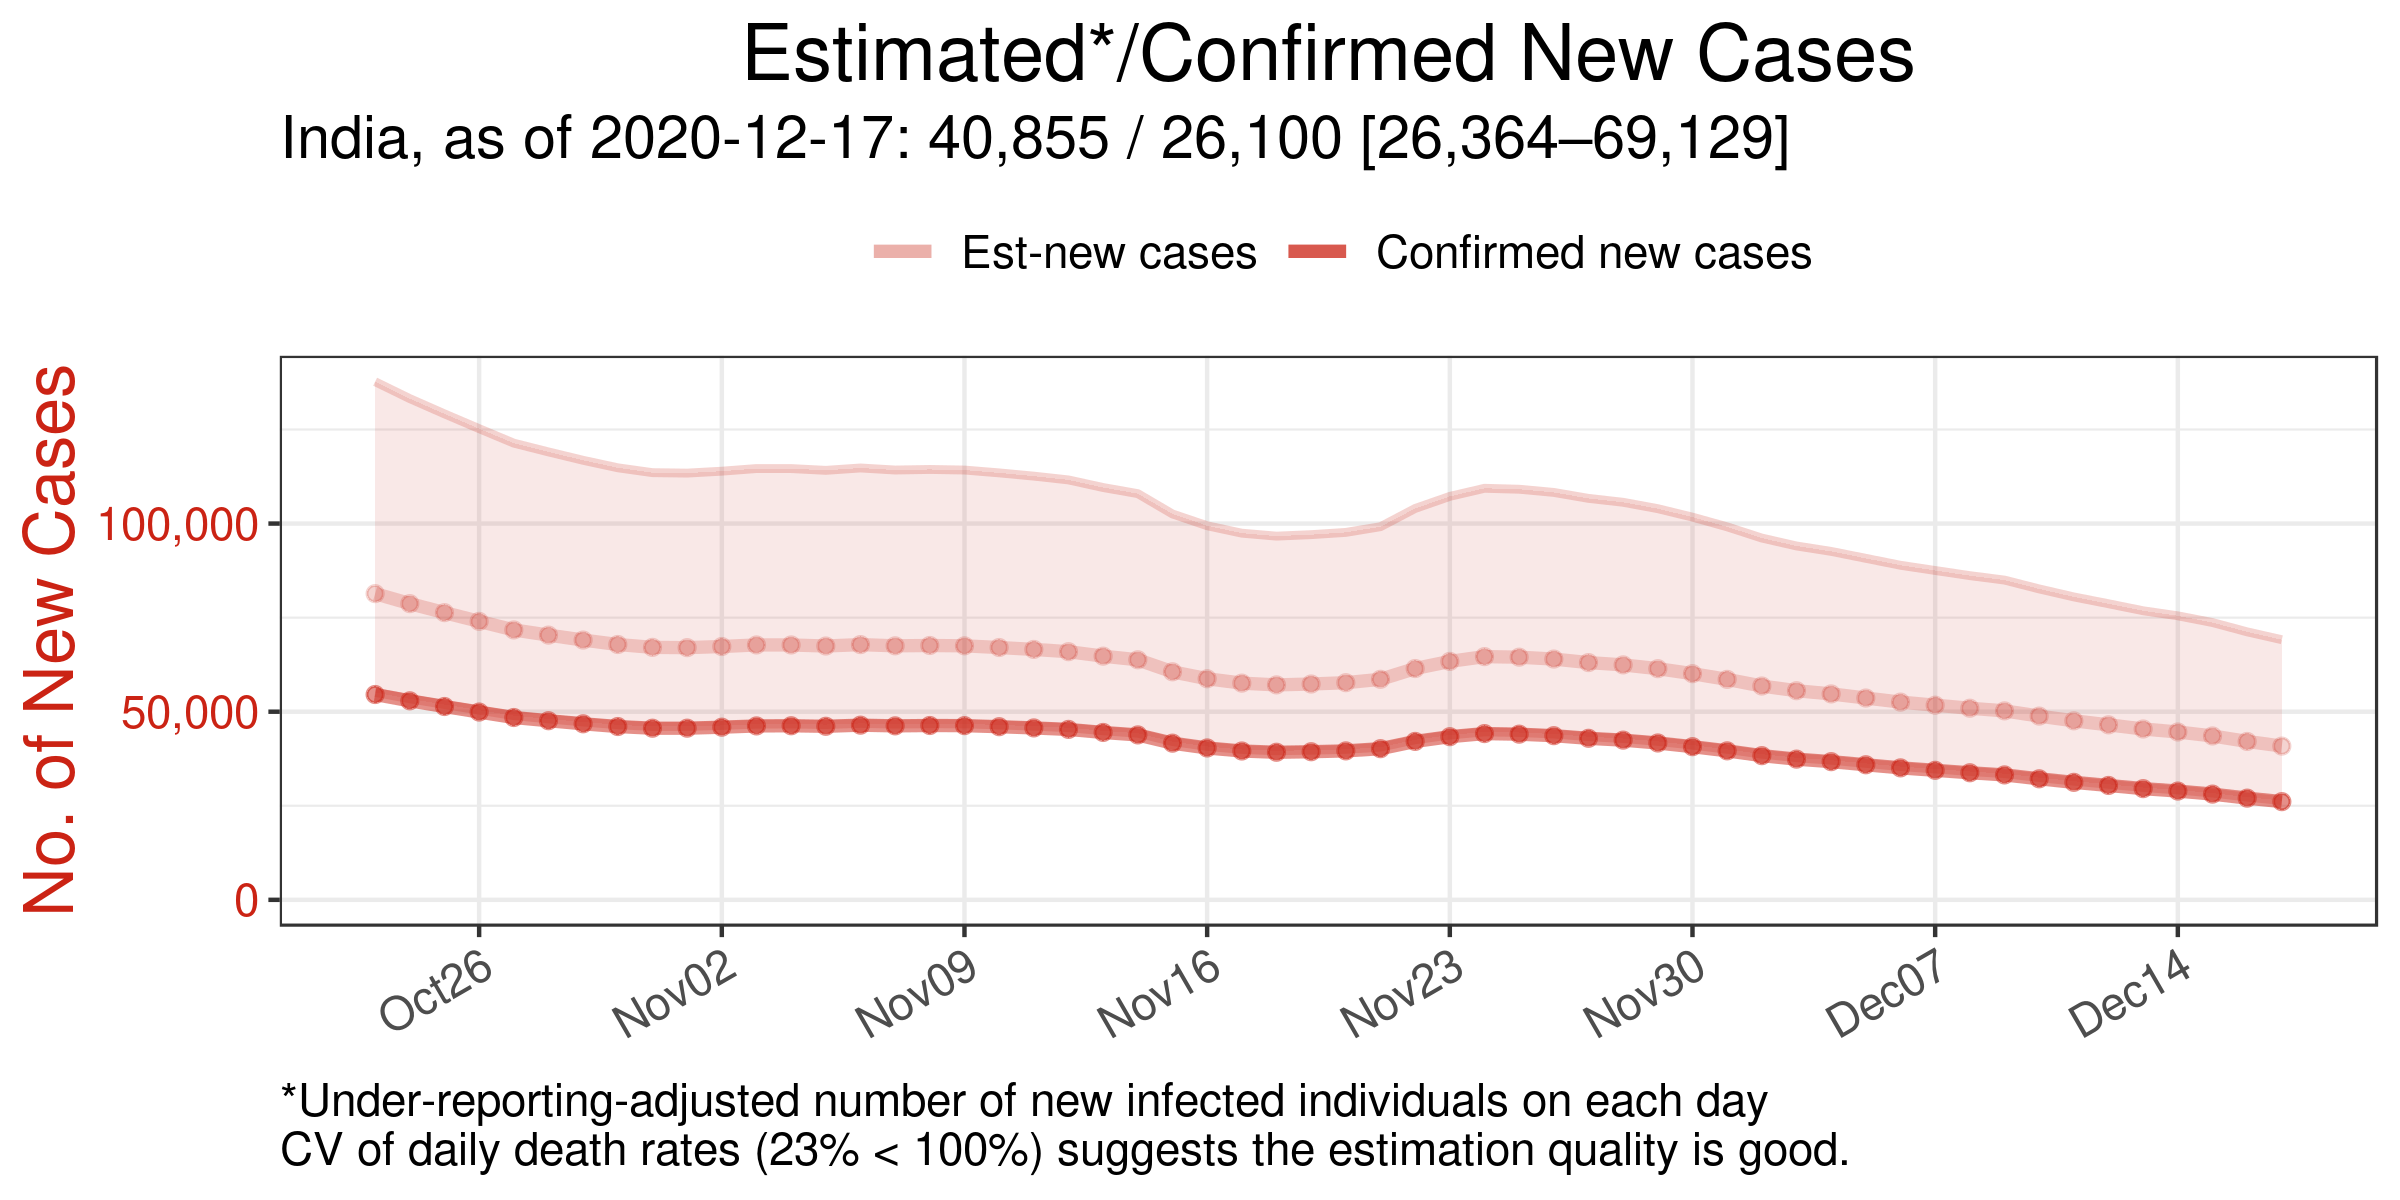 Estimated*/Confirmed New Cases
India, as of 2020-12-17: 40,855 / 26,100 [26,364–69,129]
Est-new cases Confirmed new cases
No. of New Cases
100,000
50,000
0
Oct26 Nov02 Nov09 Nov16 Nov23 Nov30 Dec07 Dec14
*Under-reporting-adjusted number of new infected individuals on each day
CV of daily death rates (23% < 100%) suggests the estimation quality is good.